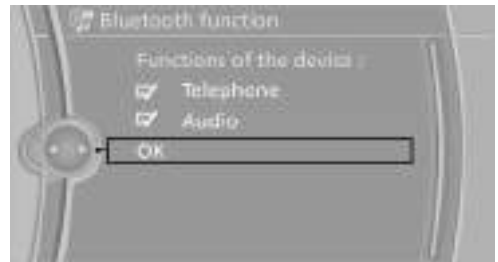 Bluetooth function
Functions of the device :
Telephone
Audio
OK